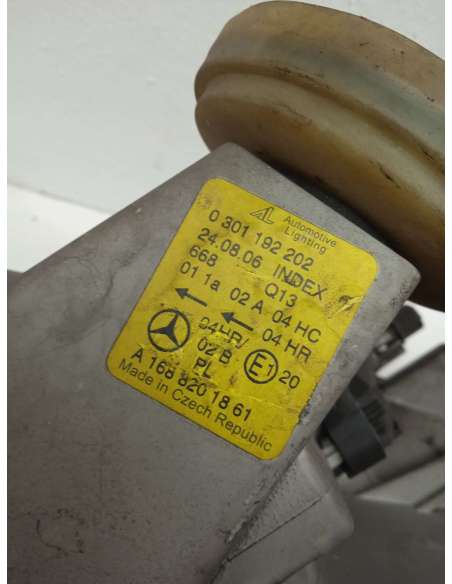 AL Automotive
Lighting
0 301 192 202
24.08.06 INDEX
668 Q13
01 1a 02 A 04 HC
04HR/ 04 HR
02 B E1 20
PL
A 168 820 18 61
Made in Czech Republic